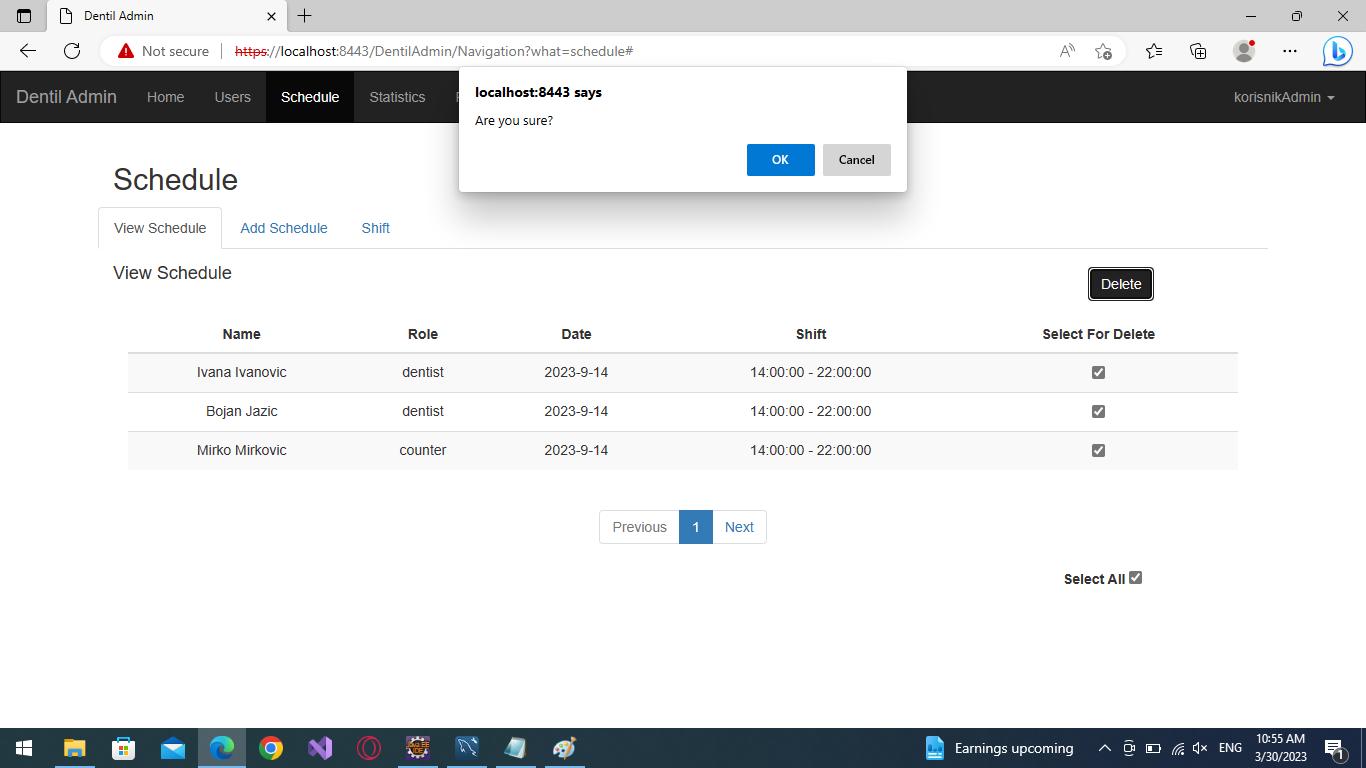 Dentil Admin
Not secure https://localhost:8443/DentilAdmin/Navigation?what=schedule#
Dentil Admin Home Users Schedule Statistics korisnikAdmin
localhost:8443 says
Are you sure?
OK Cancel
Schedule
View Schedule Add Schedule Shift
View Schedule
Delete
Name Role Date Shift Select For Delete
Ivana Ivanovic dentist 2023-9-14 14:00:00 - 22:00:00
Bojan Jazic dentist 2023-9-14 14:00:00 - 22:00:00
Mirko Mirkovic counter 2023-9-14 14:00:00 - 22:00:00
Previous 1 Next
Select All
Earnings upcoming ENG 10:55 AM
3/30/2023 1